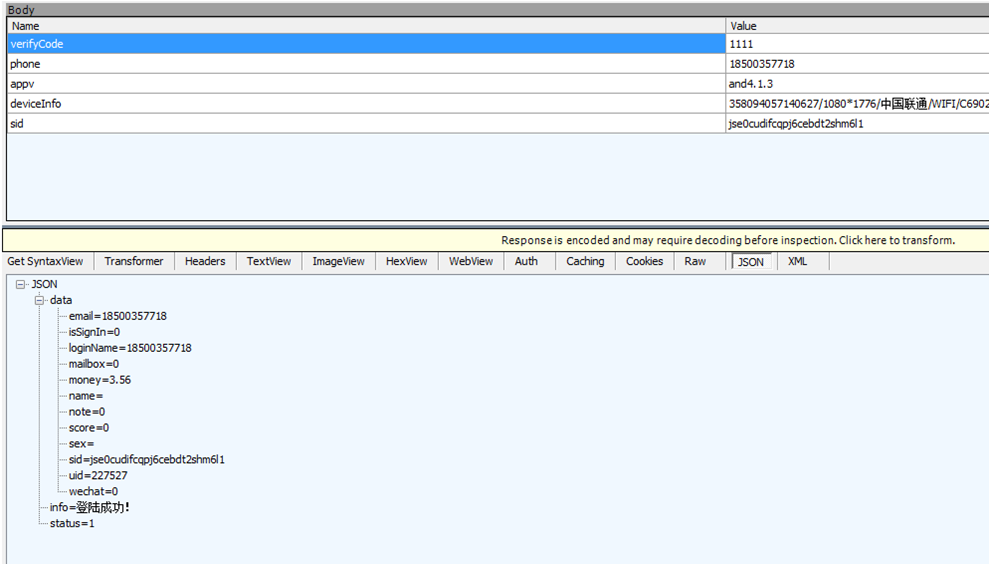 Body
Name Value
verifyCode 1111
phone 18500357718
appv and4.1.3
deviceInfo 358094057140627/1080*1776/中国联通/WIFI/C6902
sid jse0cudifcqpj6cebdt2shm6l1
Response is encoded and may require decoding before inspection. Click here to transform.
Get SyntaxView Transformer Headers TextView ImageView HexView WebView Auth Caching Cookies Raw JSON XML
JSON
data
email=18500357718
isSignIn=0
loginName=18500357718
mailbox=0
money=3.56
name=
note=0
score=0
sex=
sid=jse0cudifcqpj6cebdt2shm6l1
uid=227527
wechat=0
info=登陆成功!
status=1